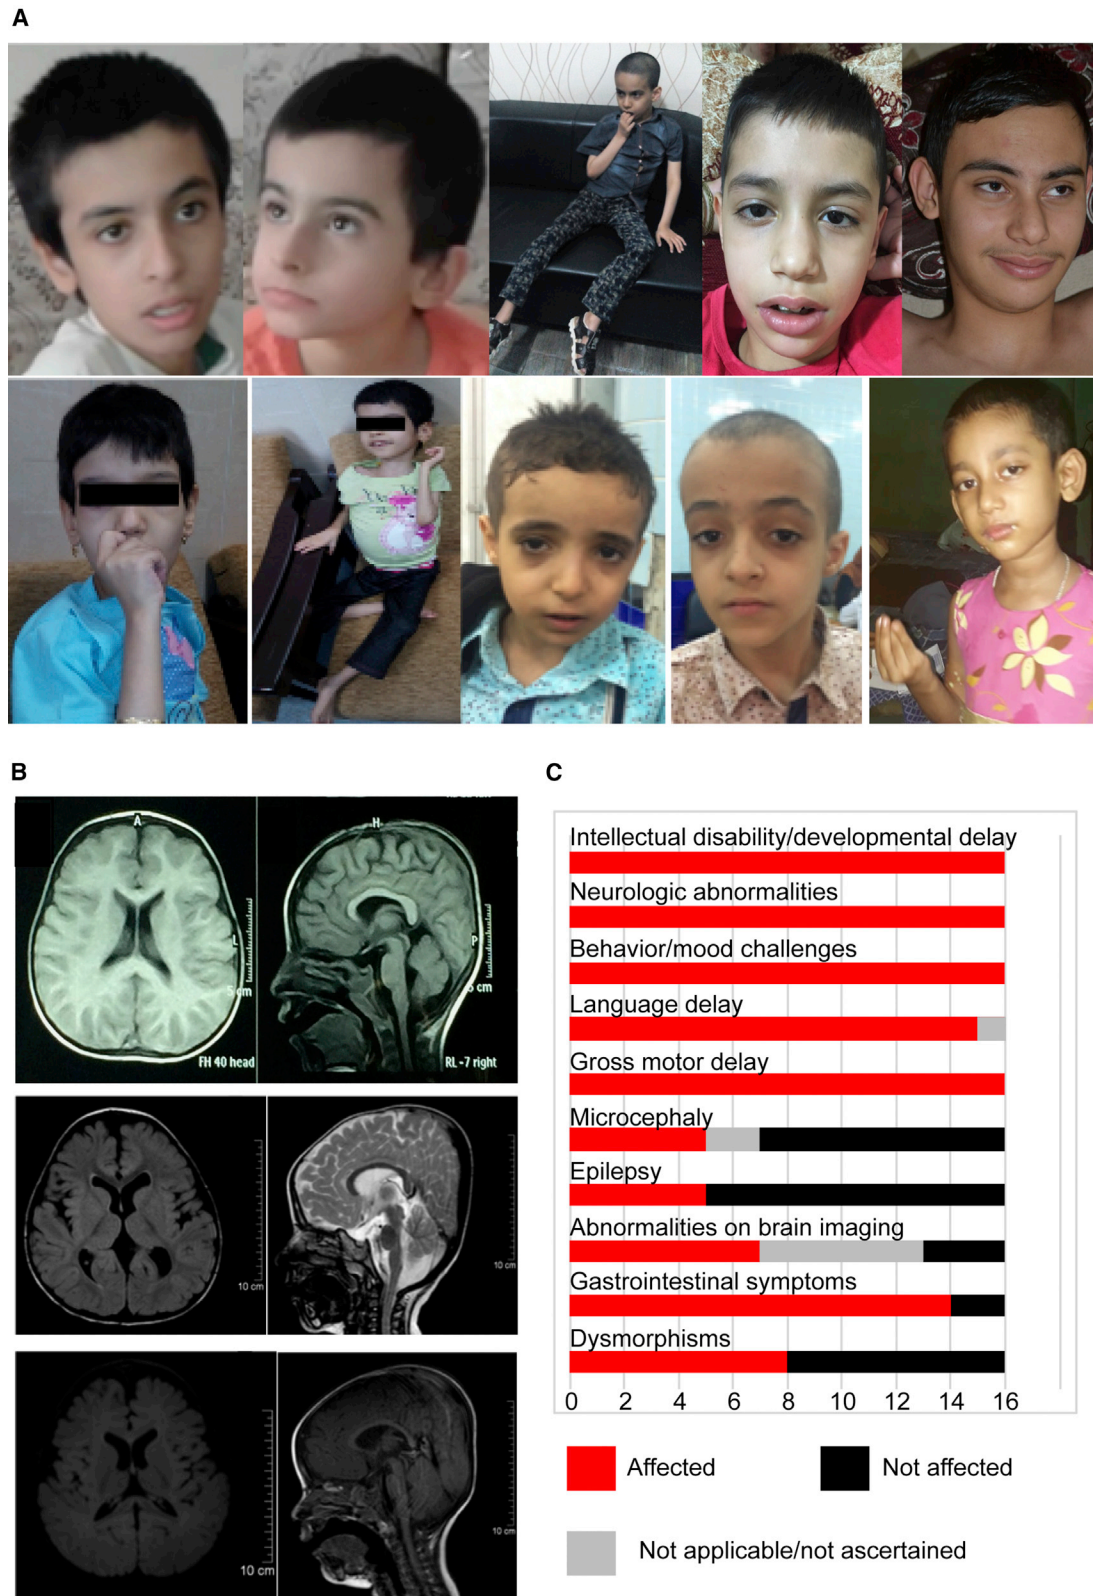 A
B
C
A
H
L
P
5 cm
5 cm
FH 40 head
RL -7 right
10 cm
10 cm
10 cm
10 cm
Intellectual disability/developmental delay
Neurologic abnormalities
Behavior/mood challenges
Language delay
Gross motor delay
Microcephaly
Epilepsy
Abnormalities on brain imaging
Gastrointestinal symptoms
Dysmorphisms
0 2 4 6 8 10 12 14 16
Affected
Not affected
Not applicable/not ascertained